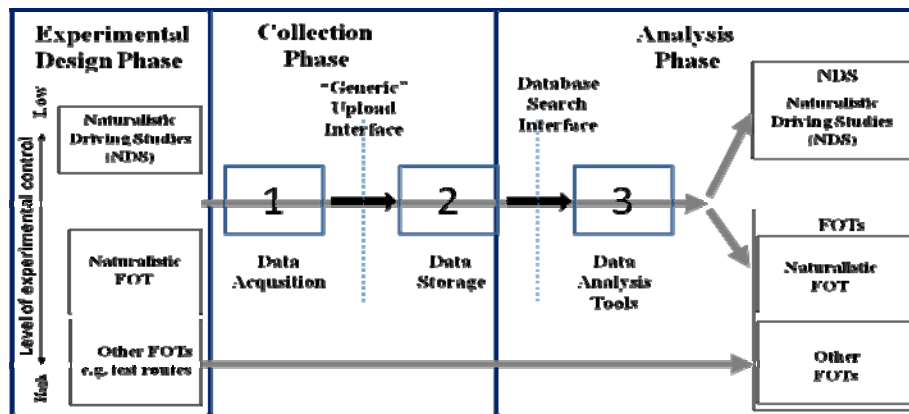 Experimental
Design Phase
Low
Level of experimental control
Naturalistic
Driving Studies
(NDS)
Naturalistic
FOT
Other FOTs
e.g. test routes
Collection
Phase
"Generic"
Upload
Interface
1
Data
Acqusition
2
Data
Storage
Analysis
Phase
Database
Search
Interface
3
Data
Analysis
Tools
NDS
Naturalistic
Driving Studies
(NDS)
FOTs
Naturalistic
FOT
Other
FOTs